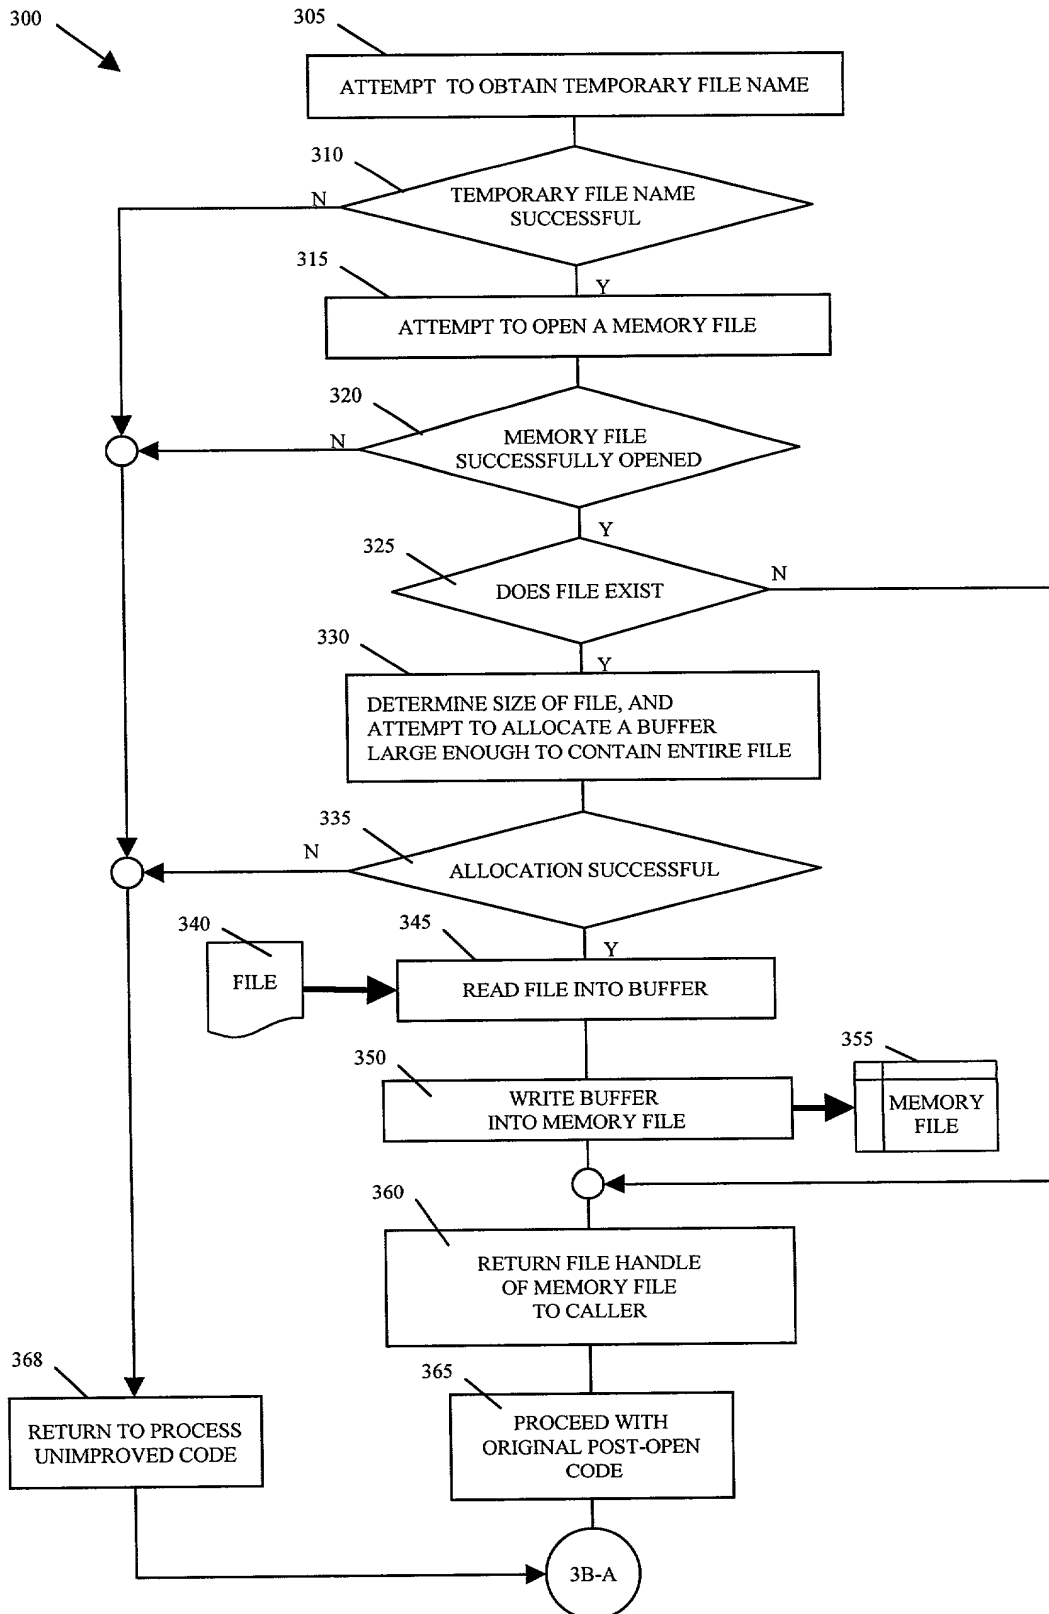 300
305
ATTEMPT TO OBTAIN TEMPORARY FILE NAME
310
N
TEMPORARY FILE NAME
SUCCESSFUL
315
Y
ATTEMPT TO OPEN A MEMORY FILE
320
N
MEMORY FILE
SUCCESSFULLY OPENED
Y
325
N
DOES FILE EXIST
330
Y
DETERMINE SIZE OF FILE, AND
ATTEMPT TO ALLOCATE A BUFFER
LARGE ENOUGH TO CONTAIN ENTIRE FILE
335
N
ALLOCATION SUCCESSFUL
340
345
Y
FILE
READ FILE INTO BUFFER
350
355
WRITE BUFFER
INTO MEMORY FILE
MEMORY
FILE
360
RETURN FILE HANDLE
OF MEMORY FILE
TO CALLER
368
365
RETURN TO PROCESS
UNIMPROVED CODE
PROCEED WITH
ORIGINAL POST-OPEN
CODE
3B-A